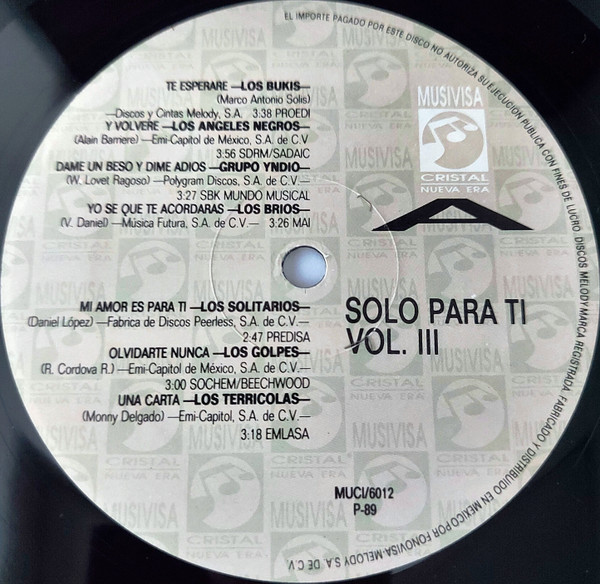 EL IMPORTE PAGADO POR ESTE DISCO NO AUTORIZA SU EJECUCION PUBLICA CON FINES DE LUCRO. DISCOS MELODY MARCA REGISTRADA. FABRICADO Y DISTRIBUIDO EN MEXICO POR FONOVISA-MELODY S.A. DE C.V.
MUSIVISA
CRISTAL
NUEVA ERA
A
TE ESPERARE —LOS BUKIS—
(Marco Antonio Solis)
—Discos y Cintas Melody, S.A. 3:38 PROEDI
Y VOLVERE —LOS ANGELES NEGROS—
(Alain Barriere) —Emi-Capitol de México, S.A. de C.V
3:56 SDRM/SADAIC
DAME UN BESO Y DIME ADIOS —GRUPO YNDIO—
(W. Lovet Ragoso) —Polygram Discos, S.A. de C.V.—
3:27 SBK MUNDO MUSICAL
YO SE QUE TE ACORDARAS —LOS BRIOS—
(V. Daniel) —Música Futura, S.A. de C.V.— 3:26 MAI
MI AMOR ES PARA TI —LOS SOLITARIOS—
(Daniel López) —Fabrica de Discos Peerless, S.A. de C.V.—
2:47 PREDISA
OLVIDARTE NUNCA —LOS GOLPES—
(R. Cordova R.) —Emi-Capitol de México, S.A. de C.V.—
3:00 SOCHEM/BEECHWOOD
UNA CARTA —LOS TERRICOLAS—
(Monny Delgado) —Emi-Capitol, S.A. de C.V.—
3:18 EMLASA
SOLO PARA TI
VOL. III
MUCI/6012
P-89